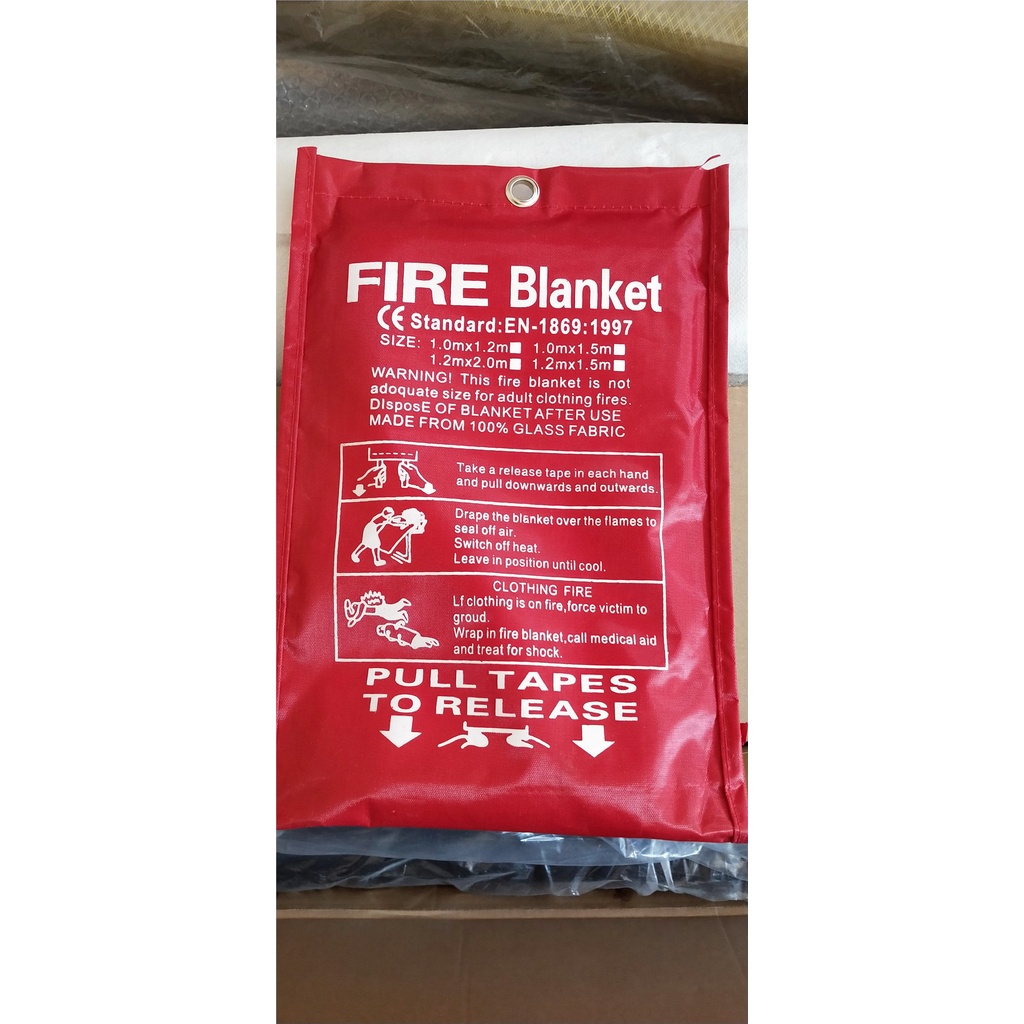 FIRE Blanket
CE Standard:EN-1869:1997
SIZE: 1.0mx1.2m 1.0mx1.5m
1.2mx2.0m 1.2mx1.5m
WARNING! This fire blanket is not
adoquate size for adult clothing fires.
DIsposE OF BLANKET AFTER USE
MADE FROM 100% GLASS FABRIC
Take a release tape in each hand
and pull downwards and outwards.
Drape the blanket over the flames to
seal off air.
Switch off heat.
Leave in position until cool.
CLOTHING FIRE
Lf clothing is on fire,force victim to
groud.
Wrap in fire blanket,call medical aid
and treat for shock.
PULL TAPES
TO RELEASE